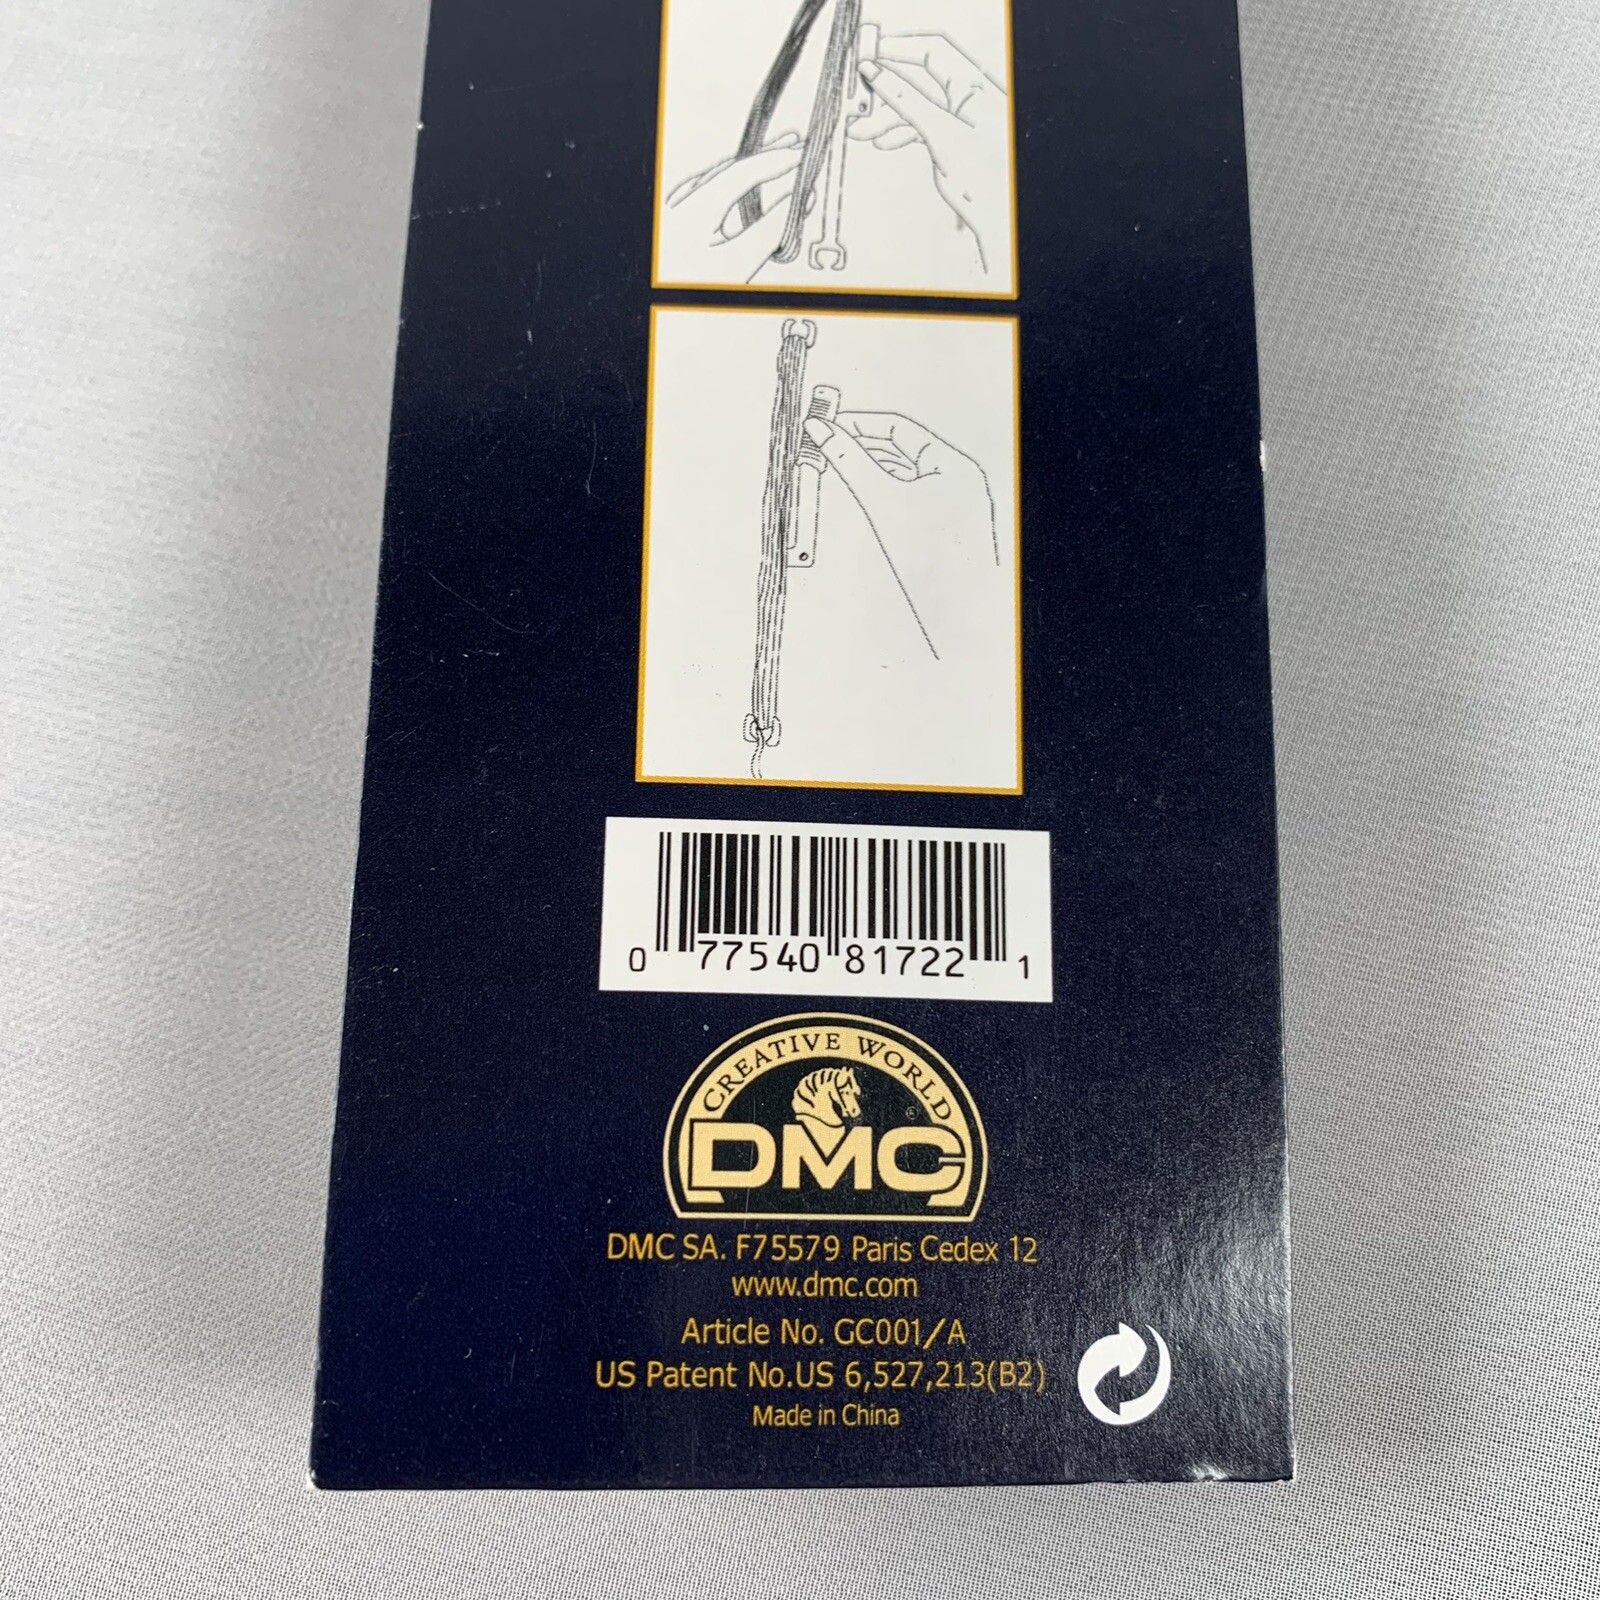 0 77540 81722 1
CREATIVE WORLD
®
DMC
DMC SA. F75579 Paris Cedex 12
www.dmc.com
Article No. GC001/A
US Patent No.US 6,527,213(B2)
Made in China